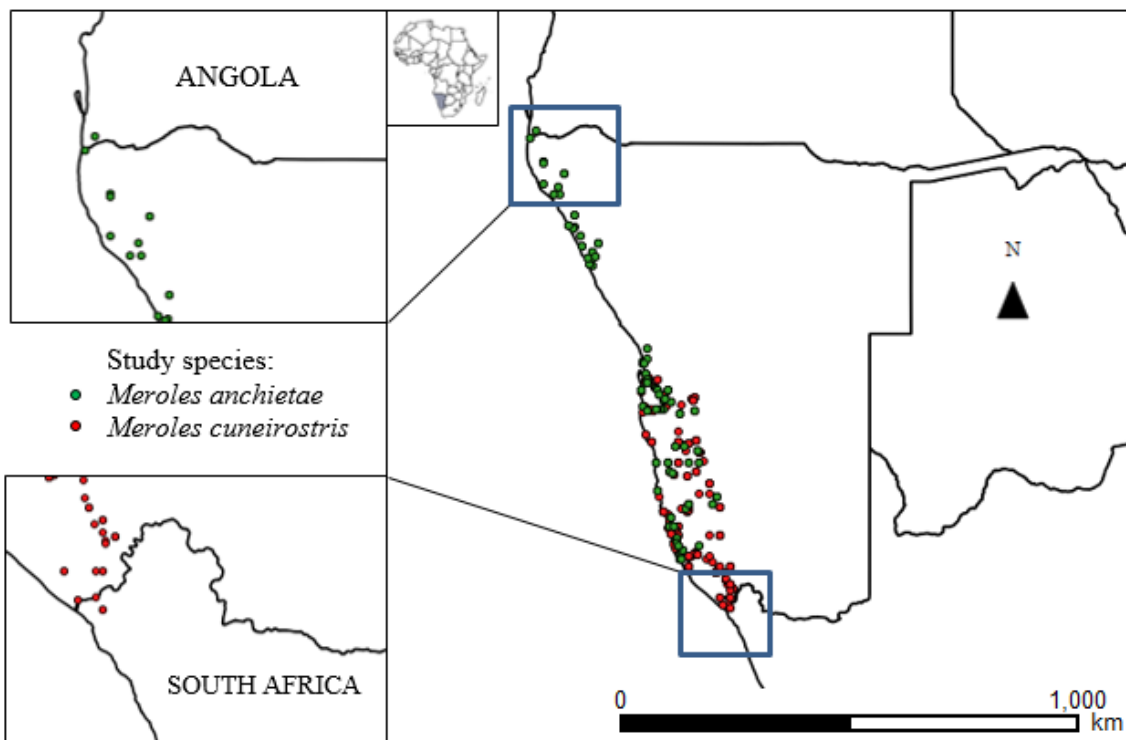 ANGOLA
Study species:
Meroles anchietae
Meroles cuneirostris
SOUTH AFRICA
N
0
1,000
km